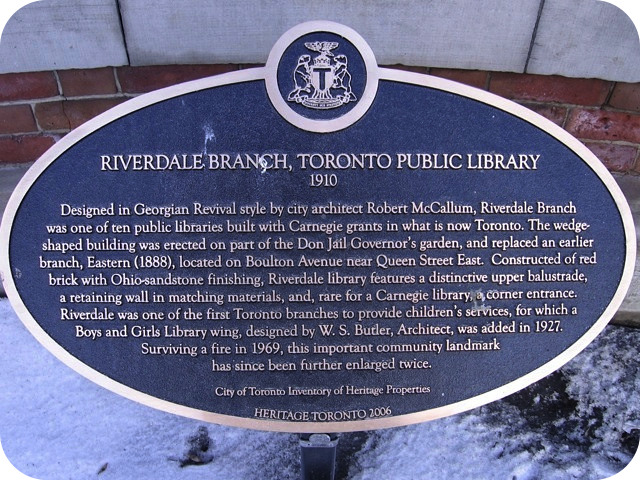 T
RIVERDALE BRANCH, TORONTO PUBLIC LIBRARY
1910
Designed in Georgian Revival style by city architect Robert McCallum, Riverdale Branch
was one of ten public libraries built with Carnegie grants in what is now Toronto. The wedge-
shaped building was erected on part of the Don Jail Governor's garden, and replaced an earlier
branch, Eastern (1888), located on Boulton Avenue near Queen Street East. Constructed of red
brick with Ohio-sandstone finishing, Riverdale library features a distinctive upper balustrade,
a retaining wall in matching materials, and, rare for a Carnegie library, a corner entrance.
Riverdale was one of the first Toronto branches to provide children's services, for which a
Boys and Girls Library wing, designed by W. S. Butler, Architect, was added in 1927.
Surviving a fire in 1969, this important community landmark
has since been further enlarged twice.
City of Toronto Inventory of Heritage Properties
HERITAGE TORONTO 2006